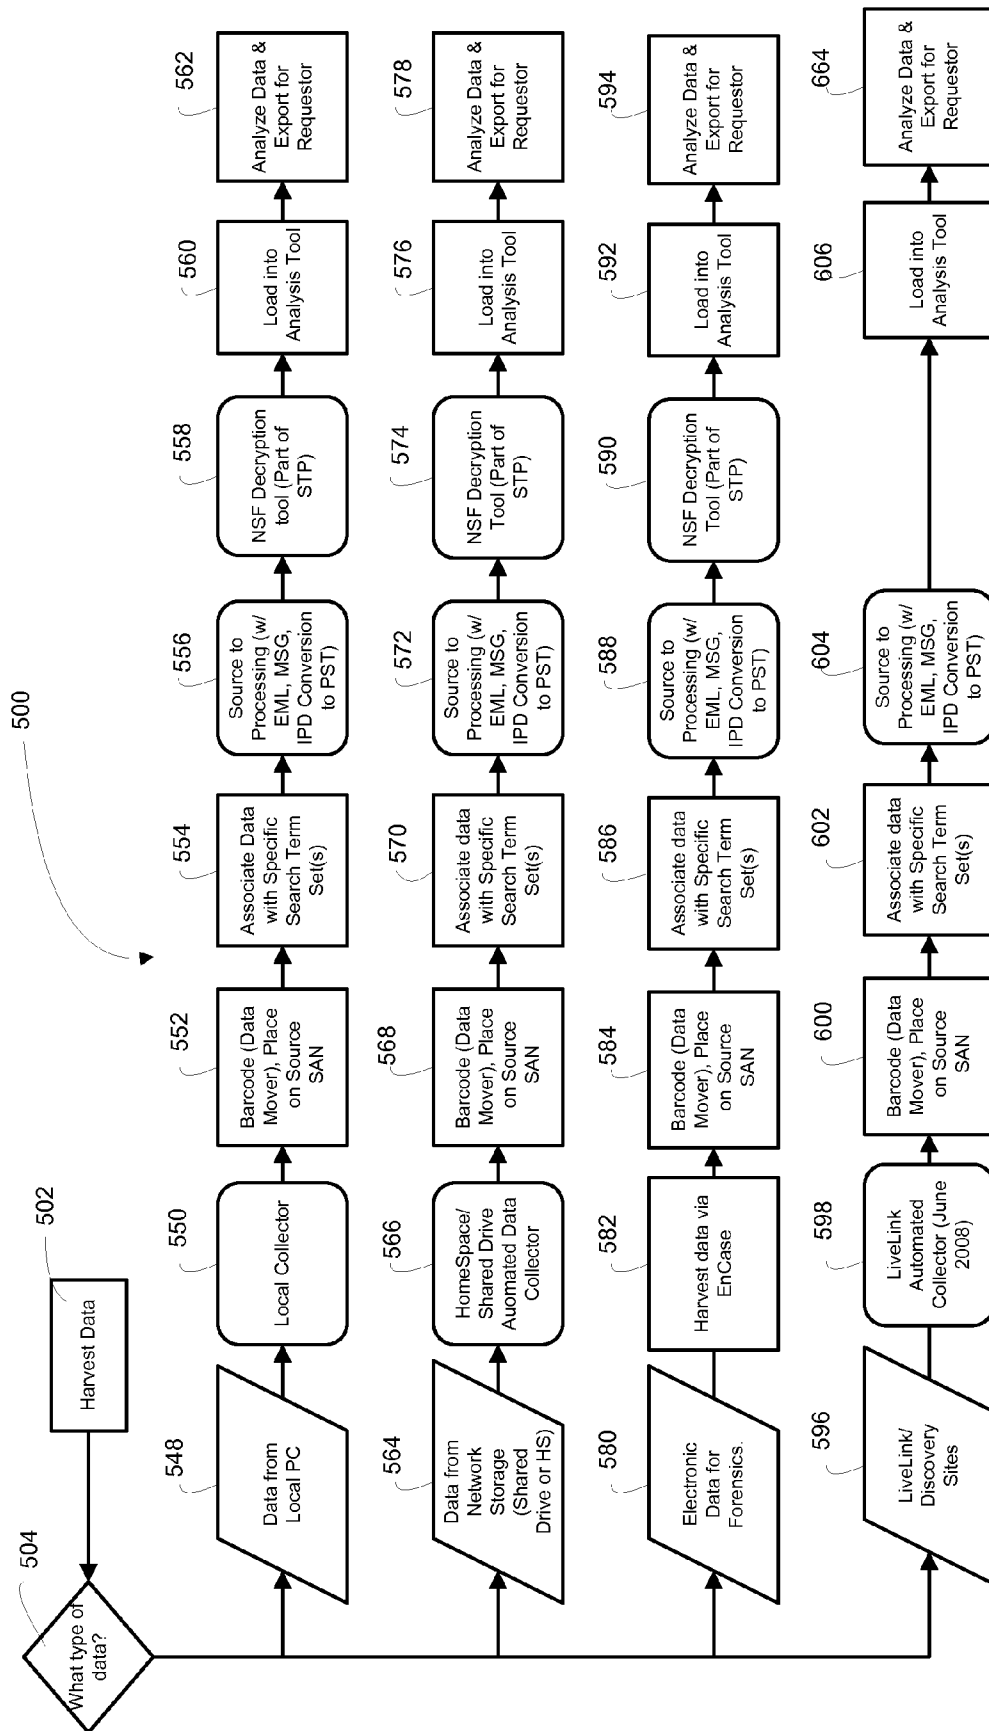 500
502
Harvest Data
504
What type of
data?
548
Data from
Local PC
550
Local Collector
552
Barcode (Data
Mover), Place
on Source
SAN
554
Associate Data
with Specific
Search Term
Set(s)
556
Source to
Processing (w/
EML, MSG,
IPD Conversion
to PST)
558
NSF Decryption
tool (Part of
STP)
560
Load into
Analysis Tool
562
Analyze Data &
Export for
Requestor
564
Data from
Network
Storage
(Shared
Drive or HS)
566
HomeSpace/
Shared Drive
Auomated Data
Collector
568
Barcode (Data
Mover), Place
on Source
SAN
570
Associate data
with Specific
Search Term
Set(s)
572
Source to
Processing (w/
EML, MSG,
IPD Conversion
to PST)
574
NSF Decryption
Tool (Part of
STP)
576
Load into
Analysis Tool
578
Analyze Data &
Export for
Requestor
580
Electronic
Data for
Forensics.
582
Harvest data via
EnCase
584
Barcode (Data
Mover), Place
on Source
SAN
586
Associate data
with Specific
Search Term
Set(s)
588
Source to
Processing (w/
EML, MSG,
IPD Conversion
to PST)
590
NSF Decryption
Tool (Part of
STP)
592
Load into
Analysis Tool
594
Analyze Data &
Export for
Requestor
596
LiveLink/
Discovery
Sites
598
LiveLink
Automated
Collector (June
2008)
600
Barcode (Data
Mover), Place
on Source
SAN
602
Associate data
with Specific
Search Term
Set(s)
604
Source to
Processing (w/
EML, MSG,
IPD Conversion
to PST)
606
Load into
Analysis Tool
664
Analyze Data &
Export for
Requestor